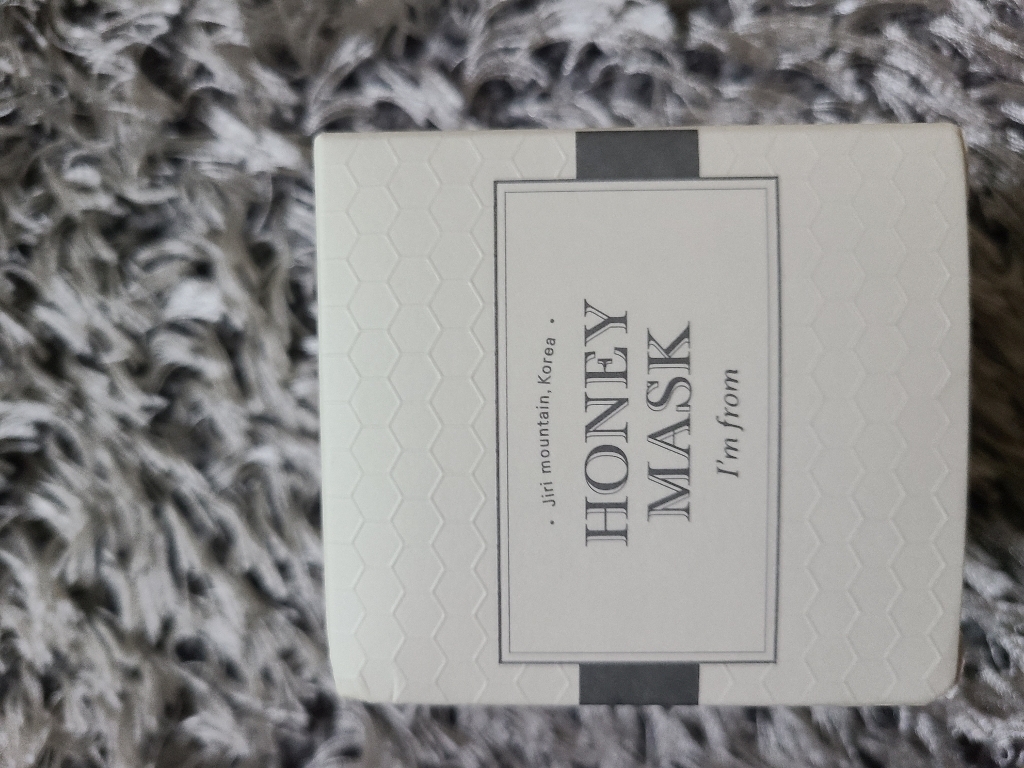 • Jiri mountain, Korea •
HONEY
MASK
I'm from